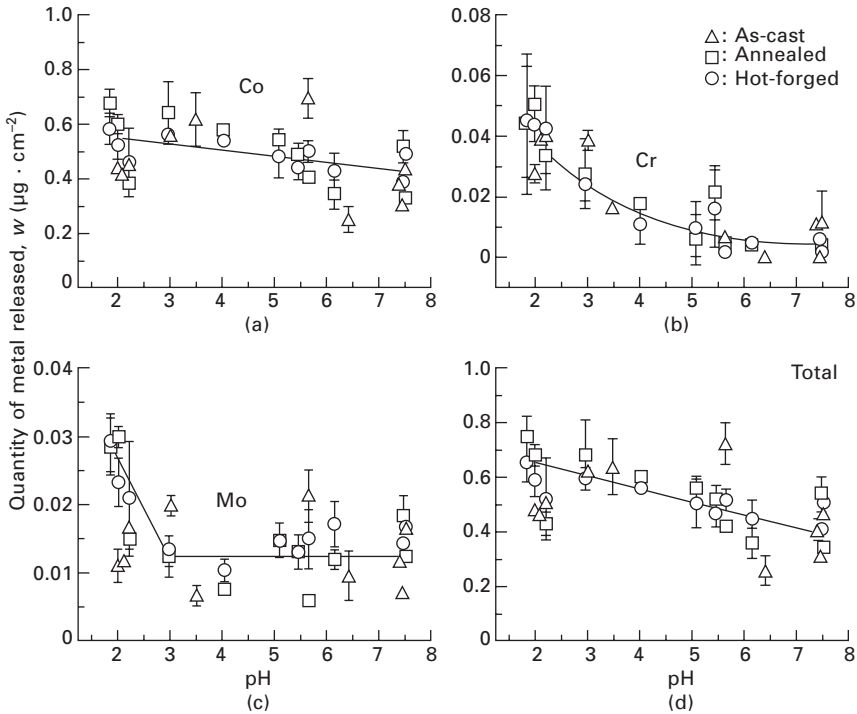 Quantity of metal released, w (μg · cm⁻²)
1.0
0.8
0.6
0.4
0.2
0
Co
2 3 4 5 6 7 8
(a)
0.08
0.06
0.04
0.02
0
△: As-cast
□: Annealed
○: Hot-forged
Cr
2 3 4 5 6 7 8
(b)
0.04
0.03
0.02
0.01
0
Mo
2 3 4 5 6 7 8
pH
(c)
1.0
0.8
0.6
0.4
0.2
0
Total
2 3 4 5 6 7 8
pH
(d)